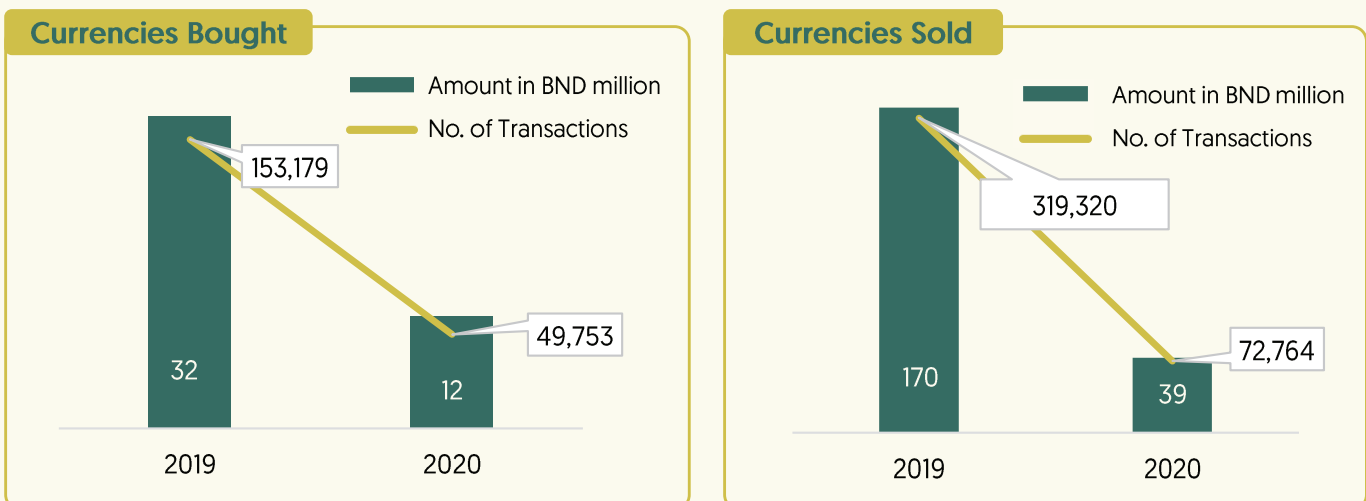 Currencies Bought
Amount in BND million
No. of Transactions
153,179
49,753
32
12
2019
2020
Currencies Sold
Amount in BND million
No. of Transactions
319,320
72,764
170
39
2019
2020